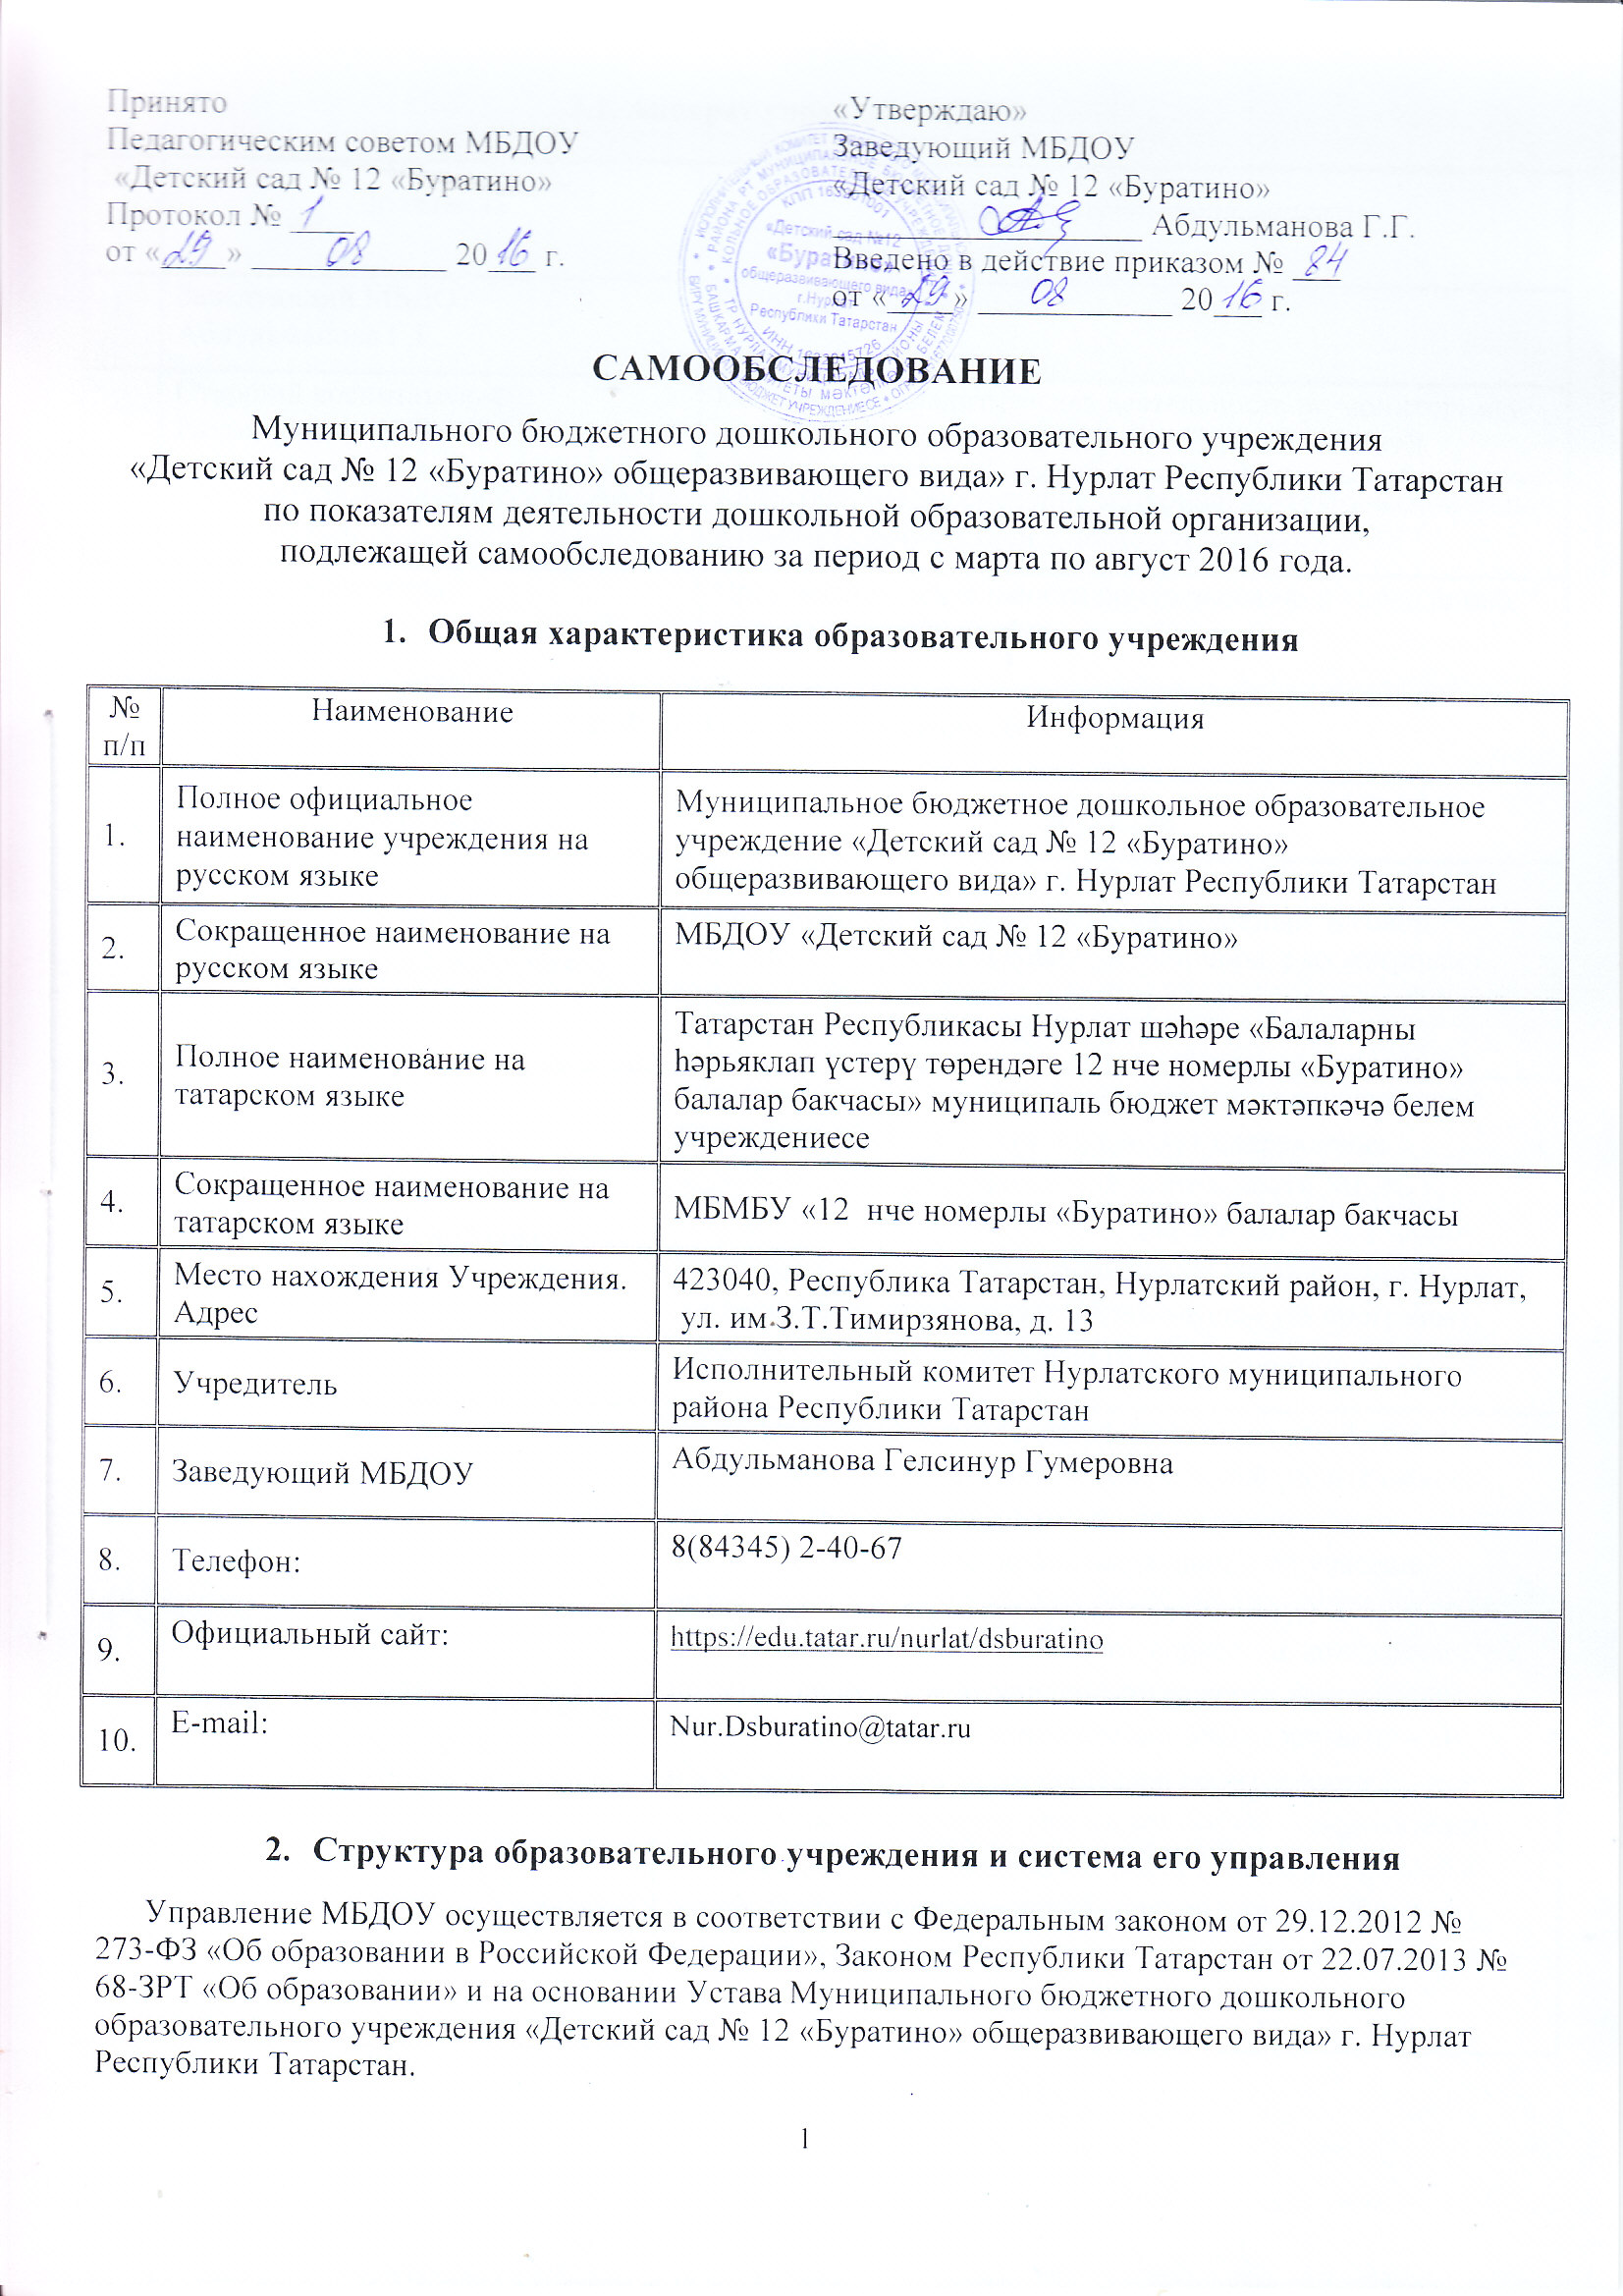 Принято
Педагогическим советом МБДОУ
«Детский сад № 12 «Буратино»
Протокол № 1
от «29» 08 2016 г.
«Утверждаю»
Заведующий МБДОУ
«Детский сад № 12 «Буратино»
Абдульманова Г.Г.
Введено в действие приказом № 84
от «29» 08 2016 г.
«Детский сад №12
«Буратино»
общеразвивающего вида»
г.Нурлат
Республики Татарстан
САМООБСЛЕДОВАНИЕ
Муниципального бюджетного дошкольного образовательного учреждения
«Детский сад № 12 «Буратино» общеразвивающего вида» г. Нурлат Республики Татарстан
по показателям деятельности дошкольной образовательной организации,
подлежащей самообследованию за период с марта по август 2016 года.
1. Общая характеристика образовательного учреждения
№
п/п
Наименование
Информация
1.
Полное официальное
наименование учреждения на
русском языке
Муниципальное бюджетное дошкольное образовательное
учреждение «Детский сад № 12 «Буратино»
общеразвивающего вида» г. Нурлат Республики Татарстан
2.
Сокращенное наименование на
русском языке
МБДОУ «Детский сад № 12 «Буратино»
3.
Полное наименование на
татарском языке
Татарстан Республикасы Нурлат шәһәре «Балаларны
һәрьяклап үстерү төрендәге 12 нче номерлы «Буратино»
балалар бакчасы» муниципаль бюджет мәктәпкәчә белем
учреждениесе
4.
Сокращенное наименование на
татарском языке
МБМБУ «12 нче номерлы «Буратино» балалар бакчасы
5.
Место нахождения Учреждения.
Адрес
423040, Республика Татарстан, Нурлатский район, г. Нурлат,
ул. им.З.Т.Тимирзянова, д. 13
6.
Учредитель
Исполнительный комитет Нурлатского муниципального
района Республики Татарстан
7.
Заведующий МБДОУ
Абдульманова Гелсинур Гумеровна
8.
Телефон:
8(84345) 2-40-67
9.
Официальный сайт:
https://edu.tatar.ru/nurlat/dsburatino
10.
E-mail:
Nur.Dsburatino@tatar.ru
2. Структура образовательного учреждения и система его управления
Управление МБДОУ осуществляется в соответствии с Федеральным законом от 29.12.2012 №
273-ФЗ «Об образовании в Российской Федерации», Законом Республики Татарстан от 22.07.2013 №
68-ЗРТ «Об образовании» и на основании Устава Муниципального бюджетного дошкольного
образовательного учреждения «Детский сад № 12 «Буратино» общеразвивающего вида» г. Нурлат
Республики Татарстан.
1